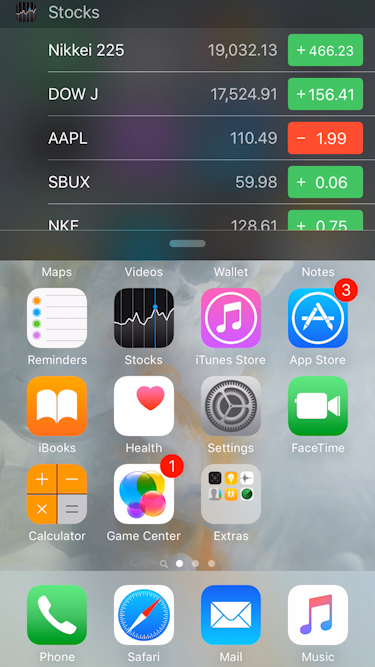 Stocks
Nikkei 225 19,032.13 + 466.23
DOW J 17,524.91 +156.41
AAPL 110.49 − 1.99
SBUX 59.98 + 0.06
NKE 128.61 + 0.75
Maps Videos Wallet Notes
3
Reminders Stocks iTunes Store App Store
iBooks Health Settings FaceTime
1
Calculator Game Center Extras
Phone Safari Mail Music